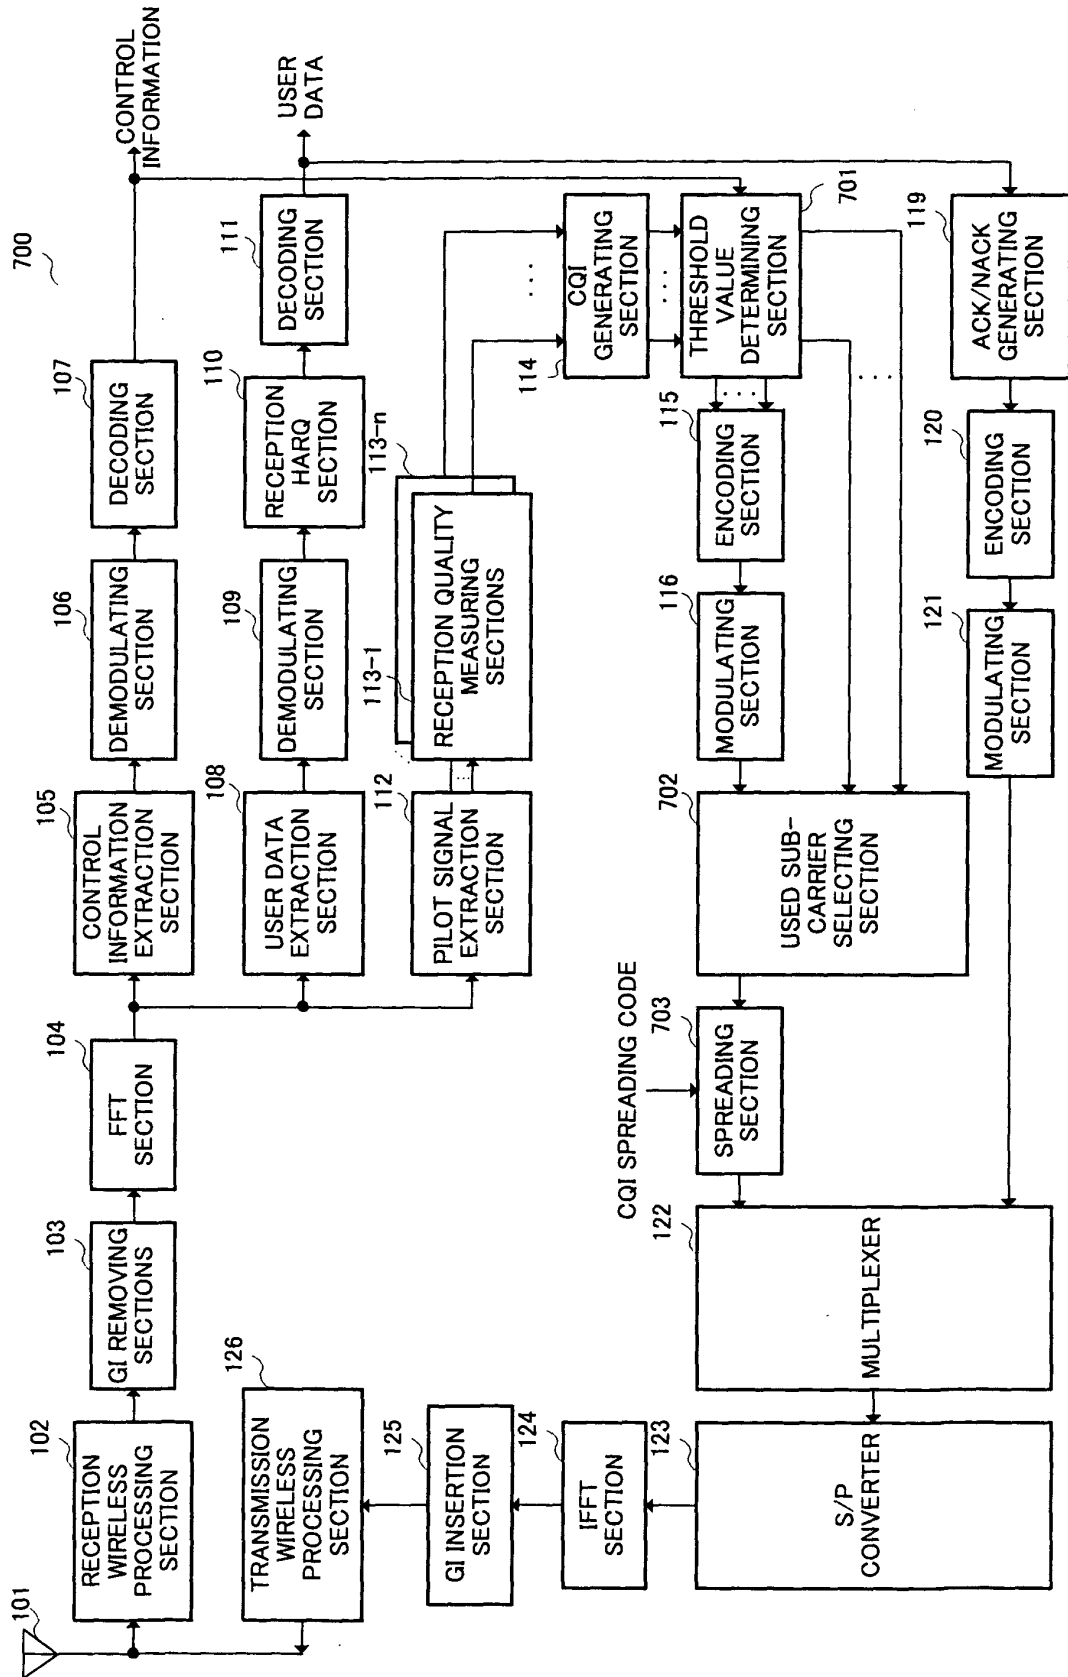 700
101
102
RECEPTION
WIRELESS
PROCESSING
SECTION
103
GI REMOVING
SECTIONS
104
FFT
SECTION
105
CONTROL
INFORMATION
EXTRACTION
SECTION
106
DEMODULATING
SECTION
107
DECODING
SECTION
CONTROL
INFORMATION
108
USER DATA
EXTRACTION
SECTION
109
DEMODULATING
SECTION
110
RECEPTION
HARQ
SECTION
111
DECODING
SECTION
USER
DATA
112
PILOT SIGNAL
EXTRACTION
SECTION
113-1
113-n
RECEPTION QUALITY
MEASURING
SECTIONS
114
CQI
GENERATING
SECTION
701
THRESHOLD
VALUE
DETERMINING
SECTION
115
ENCODING
SECTION
116
MODULATING
SECTION
702
USED SUB-
CARRIER
SELECTING
SECTION
CQI SPREADING CODE
703
SPREADING
SECTION
119
ACK/NACK
GENERATING
SECTION
120
ENCODING
SECTION
121
MODULATING
SECTION
122
MULTIPLEXER
123
S/P
CONVERTER
124
IFFT
SECTION
125
GI INSERTION
SECTION
126
TRANSMISSION
WIRELESS
PROCESSING
SECTION